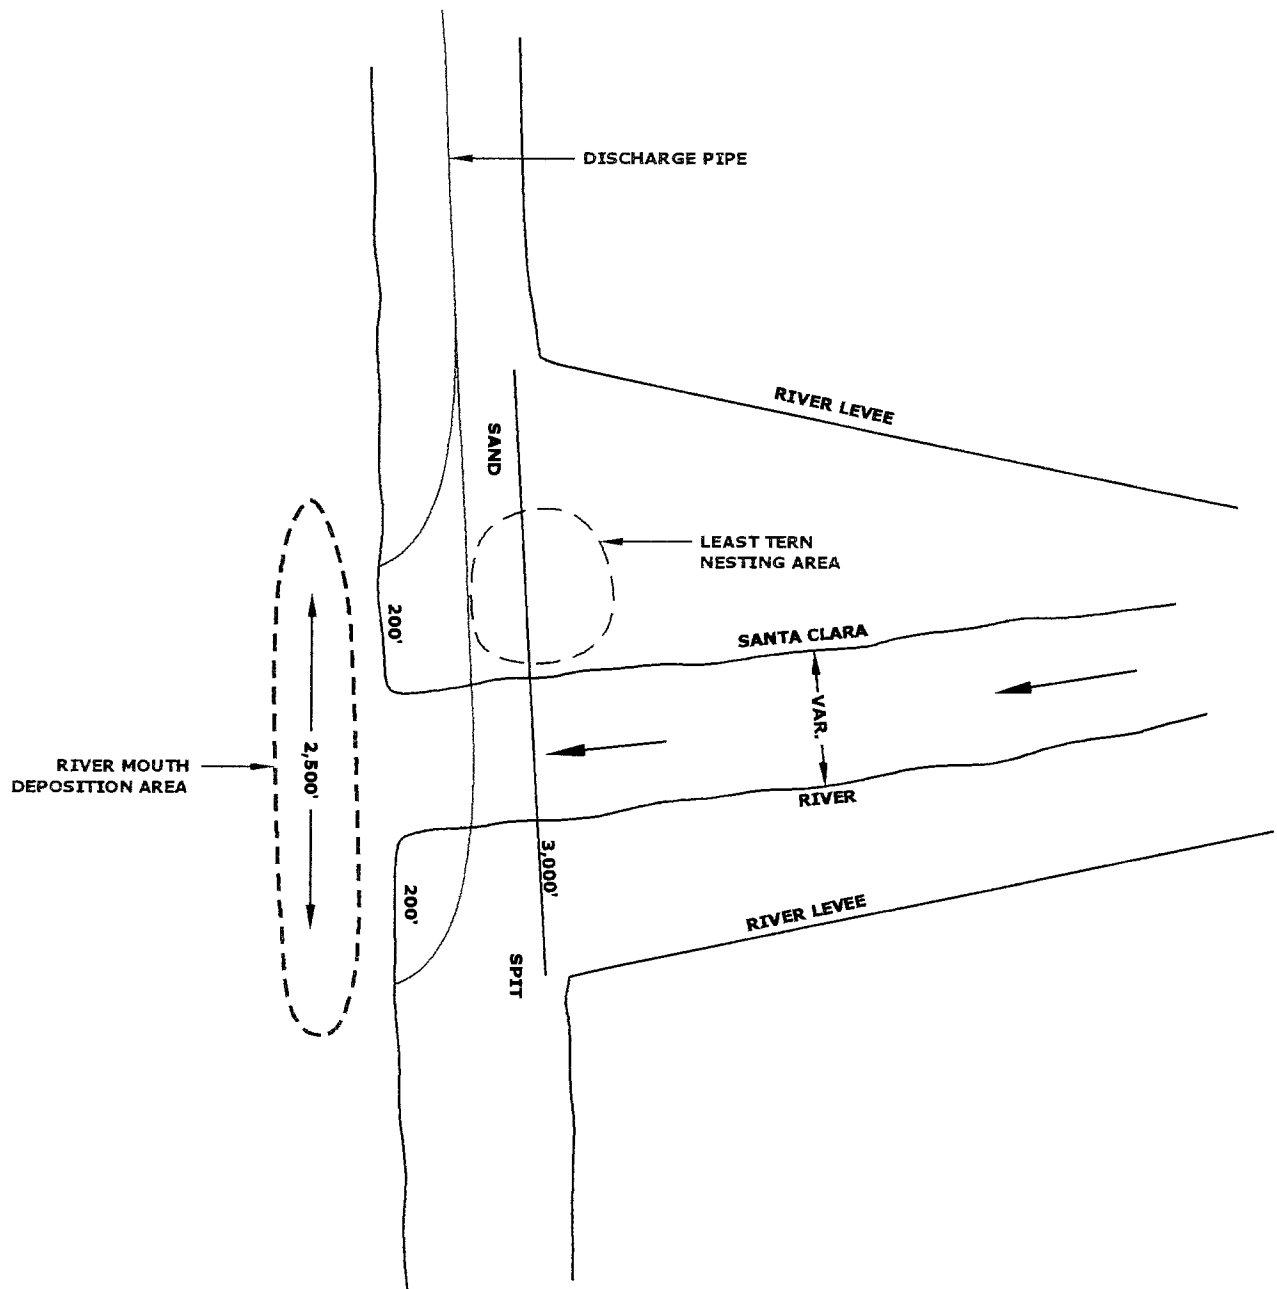 DISCHARGE PIPE
RIVER LEVEE
SAND
LEAST TERN
NESTING AREA
200'
SANTA CLARA
VAR.
2,500'
RIVER MOUTH
DEPOSITION AREA
RIVER
3,000'
200'
RIVER LEVEE
SPIT